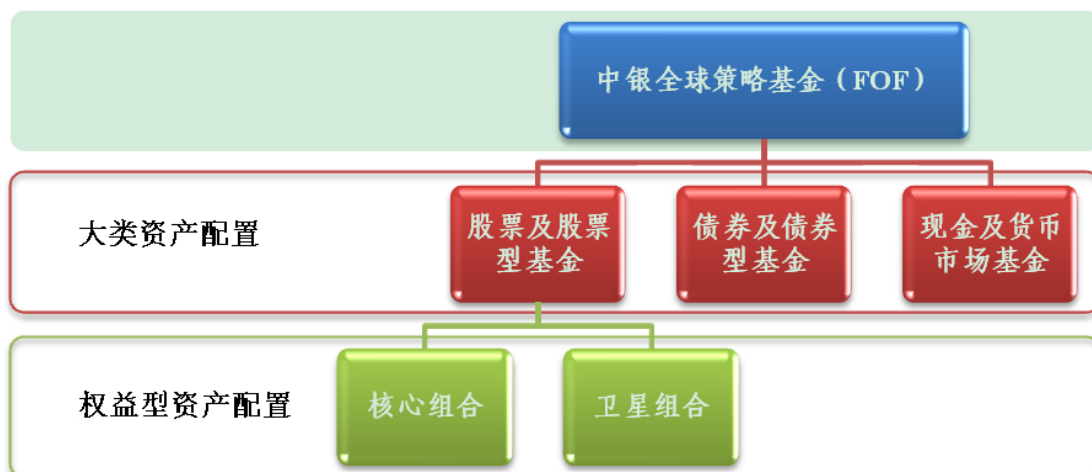 中银全球策略基金（FOF）
大类资产配置
股票及股票
型基金
债券及债券
型基金
现金及货币
市场基金
权益型资产配置
核心组合
卫星组合